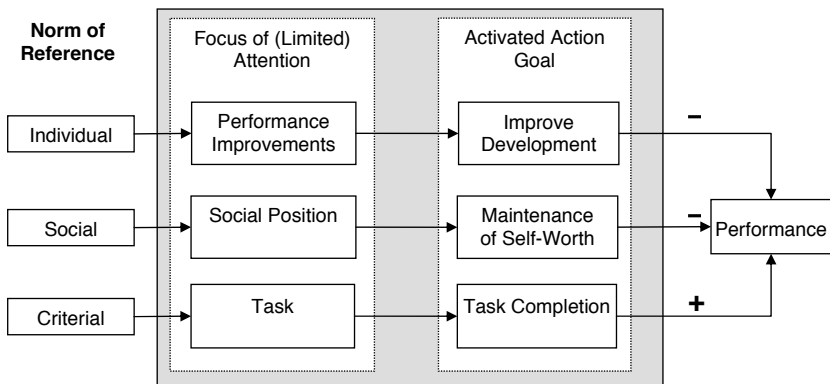 Norm of
Reference
Focus of (Limited)
Attention
Activated Action
Goal
Individual
Performance
Improvements
Improve
Development
–
Social
Social Position
Maintenance
of Self-Worth
–
Performance
Criterial
Task
Task Completion
+